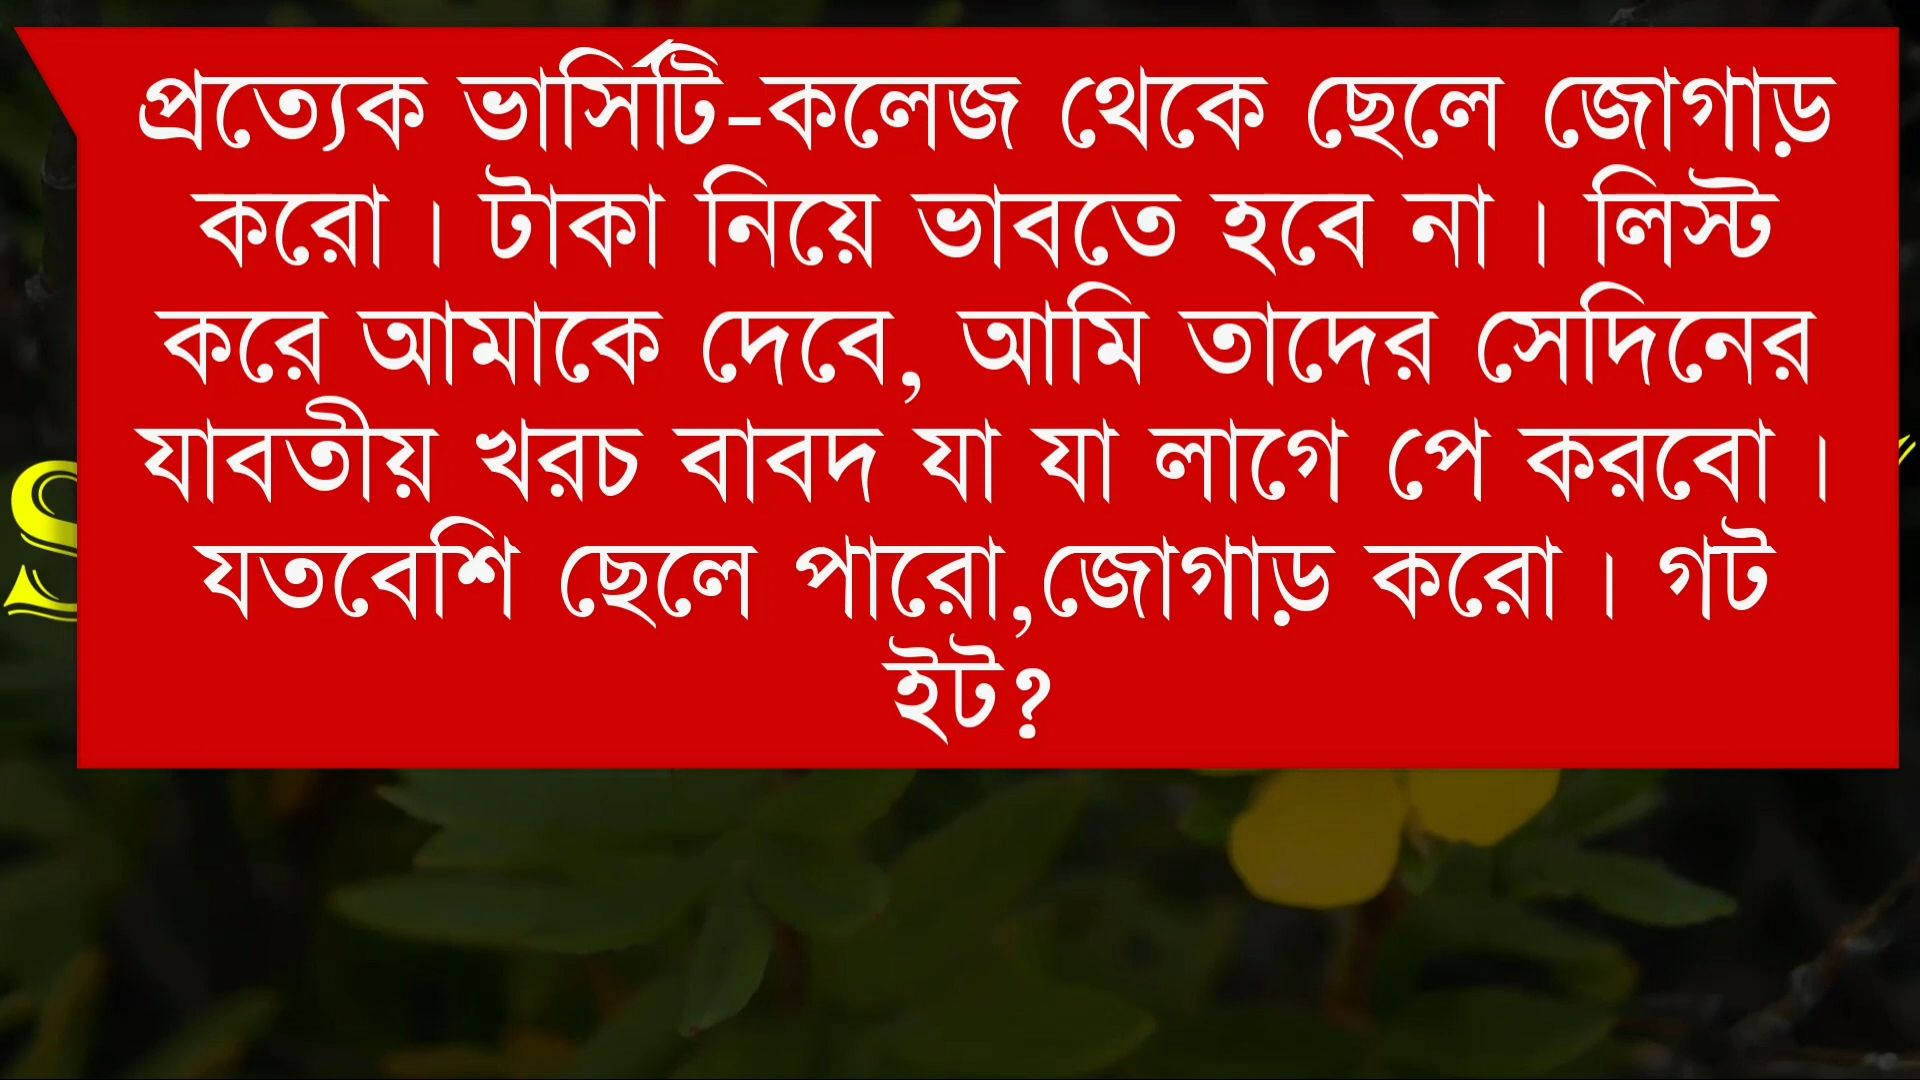 প্রত্যেক ভার্সিটি-কলেজ থেকে ছেলে জোগাড়
করো। টাকা নিয়ে ভাবতে হবে না। লিস্ট
করে আমাকে দেবে, আমি তাদের সেদিনের
যাবতীয় খরচ বাবদ যা যা লাগে পে করবো।
যতবেশি ছেলে পারো,জোগাড় করো। গট
ইট?